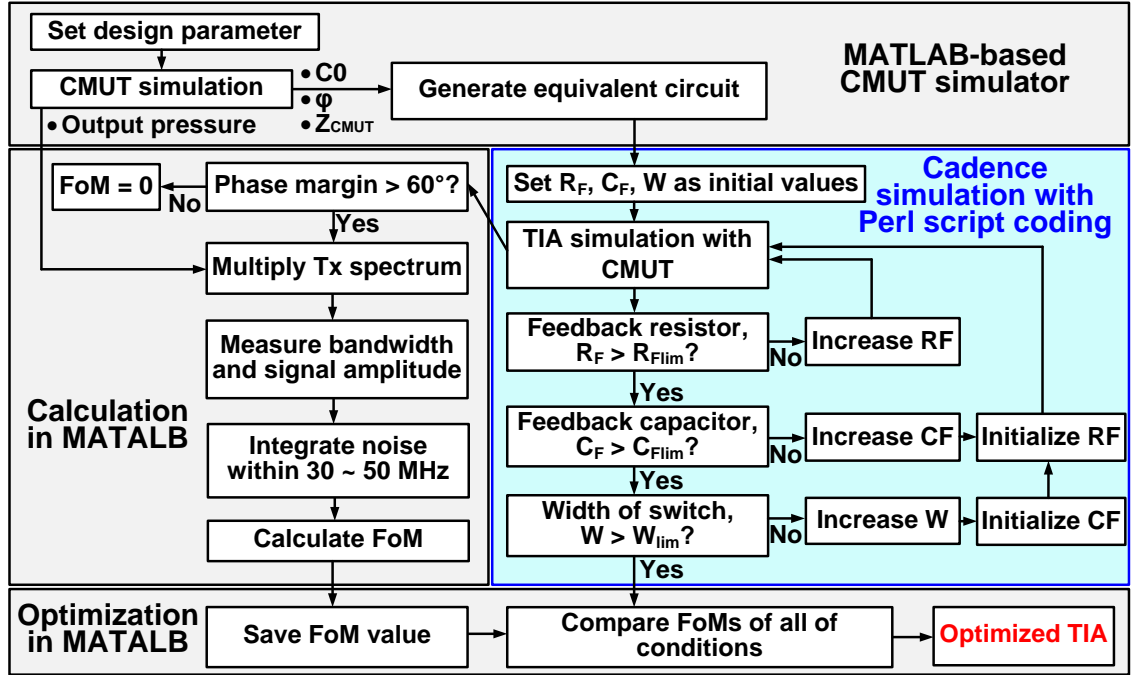 Set design parameter
CMUT simulation
• C0
• φ
• ZCMUT
• Output pressure
Generate equivalent circuit
MATLAB-based
CMUT simulator
FoM = 0
No
Phase margin > 60°?
Yes
Multiply Tx spectrum
Measure bandwidth
and signal amplitude
Integrate noise
within 30 ~ 50 MHz
Calculate FoM
Calculation
in MATALB
Cadence
simulation with
Perl script coding
Set RF, CF, W as initial values
TIA simulation with
CMUT
Feedback resistor,
RF > RFlim?
No
Increase RF
Yes
Feedback capacitor,
CF > CFlim?
No
Increase CF
Initialize RF
Yes
Width of switch,
W > Wlim?
No
Increase W
Initialize CF
Yes
Optimization
in MATALB
Save FoM value
Compare FoMs of all of
conditions
Optimized TIA